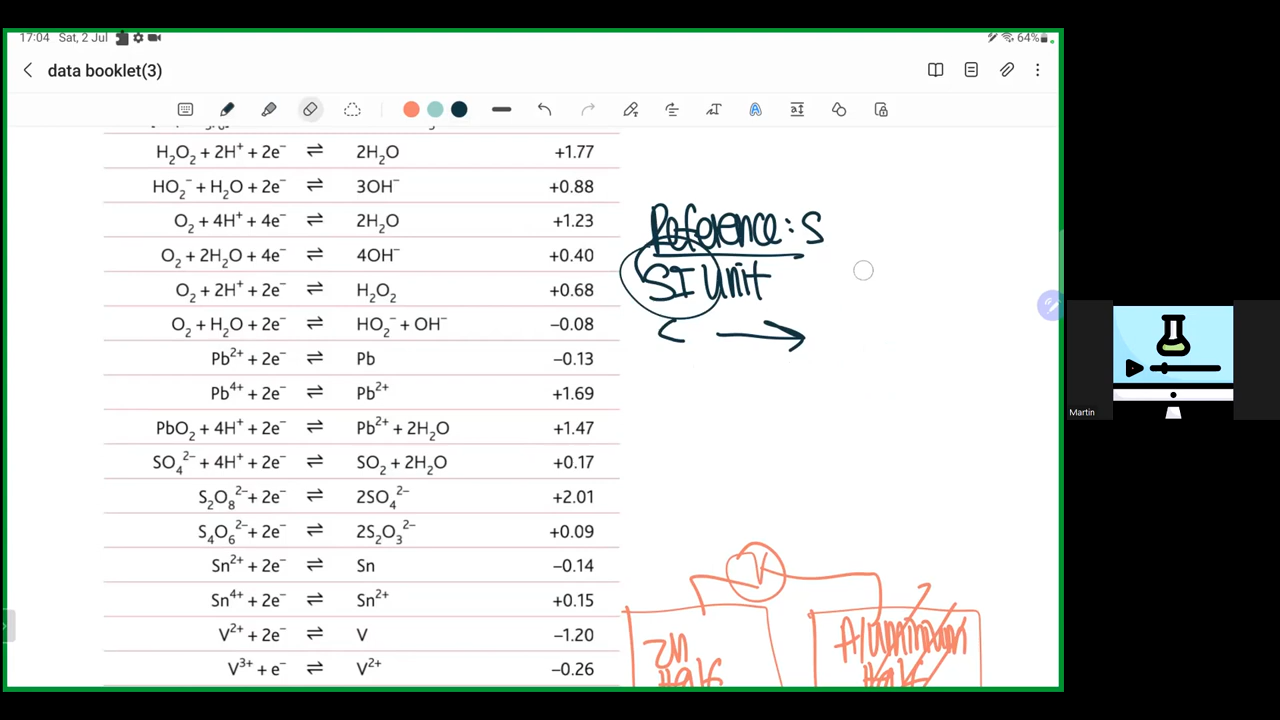 17:04 Sat, 2 Jul 64%
data booklet(3)
H₂O₂ + 2H⁺ + 2e⁻ ⇌ 2H₂O +1.77
HO₂⁻ + H₂O + 2e⁻ ⇌ 3OH⁻ +0.88
O₂ + 4H⁺ + 4e⁻ ⇌ 2H₂O +1.23
O₂ + 2H₂O + 4e⁻ ⇌ 4OH⁻ +0.40
O₂ + 2H⁺ + 2e⁻ ⇌ H₂O₂ +0.68
O₂ + H₂O + 2e⁻ ⇌ HO₂⁻ + OH⁻ –0.08
Pb²⁺ + 2e⁻ ⇌ Pb –0.13
Pb⁴⁺ + 2e⁻ ⇌ Pb²⁺ +1.69
PbO₂ + 4H⁺ + 2e⁻ ⇌ Pb²⁺ + 2H₂O +1.47
SO₄²⁻ + 4H⁺ + 2e⁻ ⇌ SO₂ + 2H₂O +0.17
S₂O₈²⁻ + 2e⁻ ⇌ 2SO₄²⁻ +2.01
S₄O₆²⁻ + 2e⁻ ⇌ 2S₂O₃²⁻ +0.09
Sn²⁺ + 2e⁻ ⇌ Sn –0.14
Sn⁴⁺ + 2e⁻ ⇌ Sn²⁺ +0.15
V²⁺ + 2e⁻ ⇌ V –1.20
V³⁺ + e⁻ ⇌ V²⁺ –0.26
Reference: S
SI Unit
V
Zn
Half
Aluminium
Half
Martin